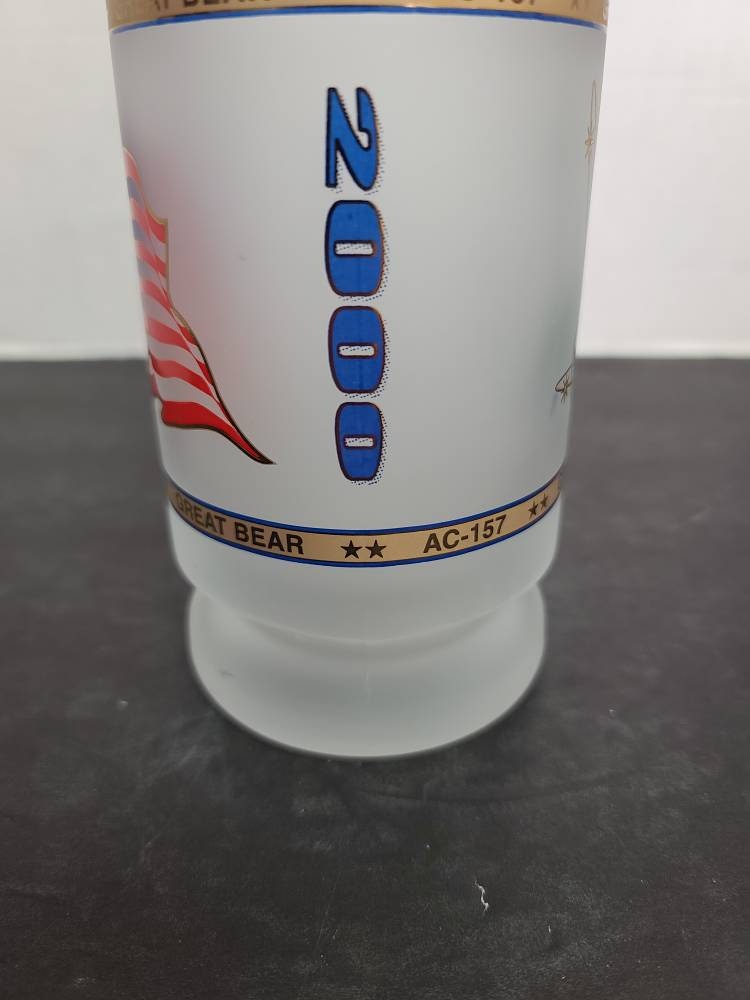 2000
GREAT BEAR ★★ AC-157 ★★